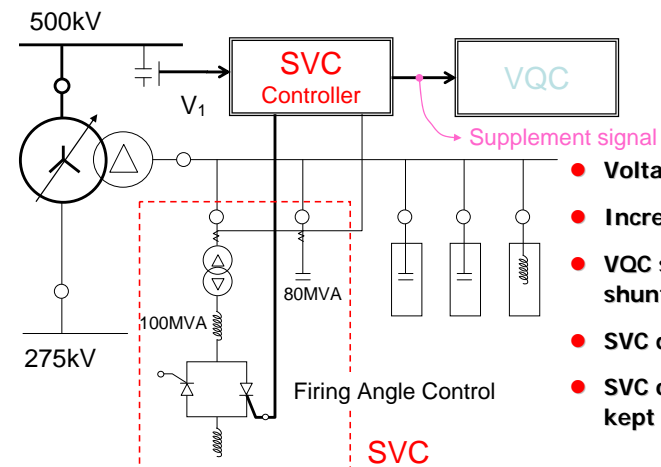 500kV
SVC
Controller
VQC
V1
Supplement signal
Volta
Incre
VQC s
shunt
80MVA
100MVA
SVC c
275kV
Firing Angle Control
SVC c
kept
SVC